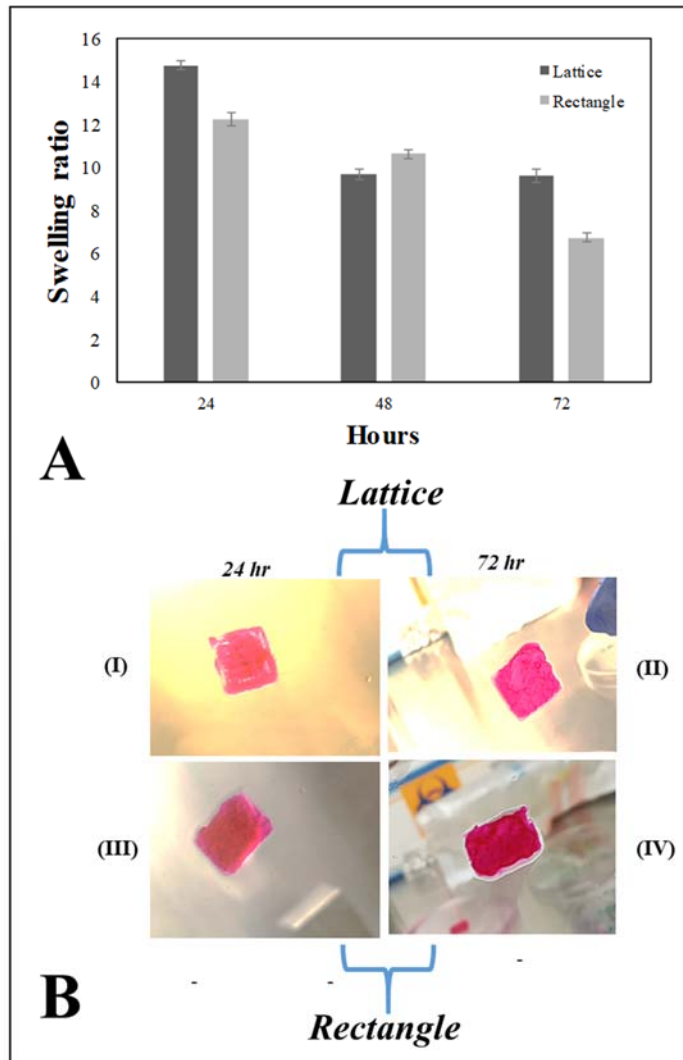 16
14
12
10
8
6
4
2
0
Swelling ratio
Lattice
Rectangle
24
48
72
Hours
A
Lattice
24 hr
72 hr
(I)
(II)
(III)
(IV)
-
-
-
B
Rectangle